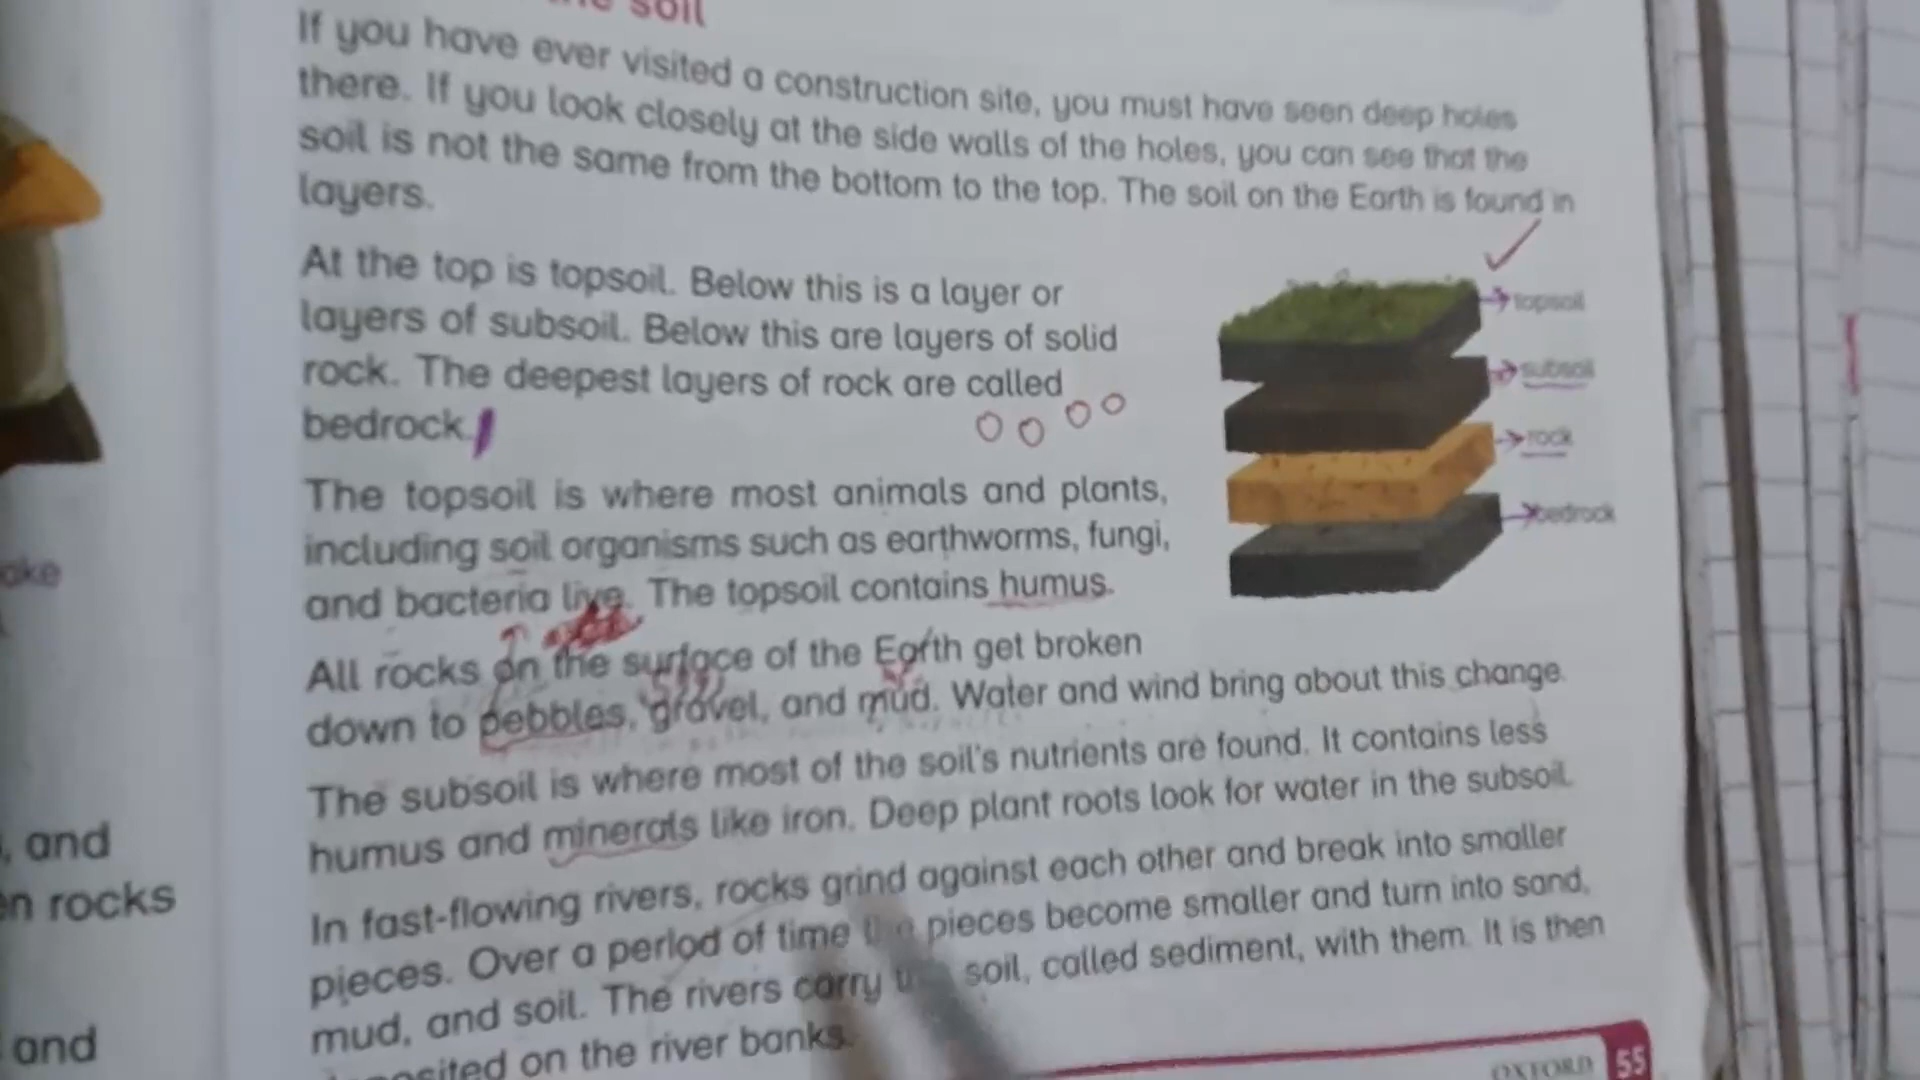 soil
If you have ever visited a construction site, you must have seen deep holes
there. If you look closely at the side walls of the holes, you can see that the
soil is not the same from the bottom to the top. The soil on the Earth is found in
layers.
At the top is topsoil. Below this is a layer or
layers of subsoil. Below this are layers of solid
rock. The deepest layers of rock are called
bedrock.
topsoil
subsoil
rock
bedrock
The topsoil is where most animals and plants,
including soil organisms such as earthworms, fungi,
and bacteria live. The topsoil contains humus.
All rocks on the surface of the Earth get broken
down to pebbles, gravel, and mud. Water and wind bring about this change.
The subsoil is where most of the soil's nutrients are found. It contains less
humus and minerals like iron. Deep plant roots look for water in the subsoil.
In fast-flowing rivers, rocks grind against each other and break into smaller
pieces. Over a period of time the pieces become smaller and turn into sand,
mud, and soil. The rivers carry soil, called sediment, with them. It is then
on the river banks.
OXFORD 55
, and
rocks
and